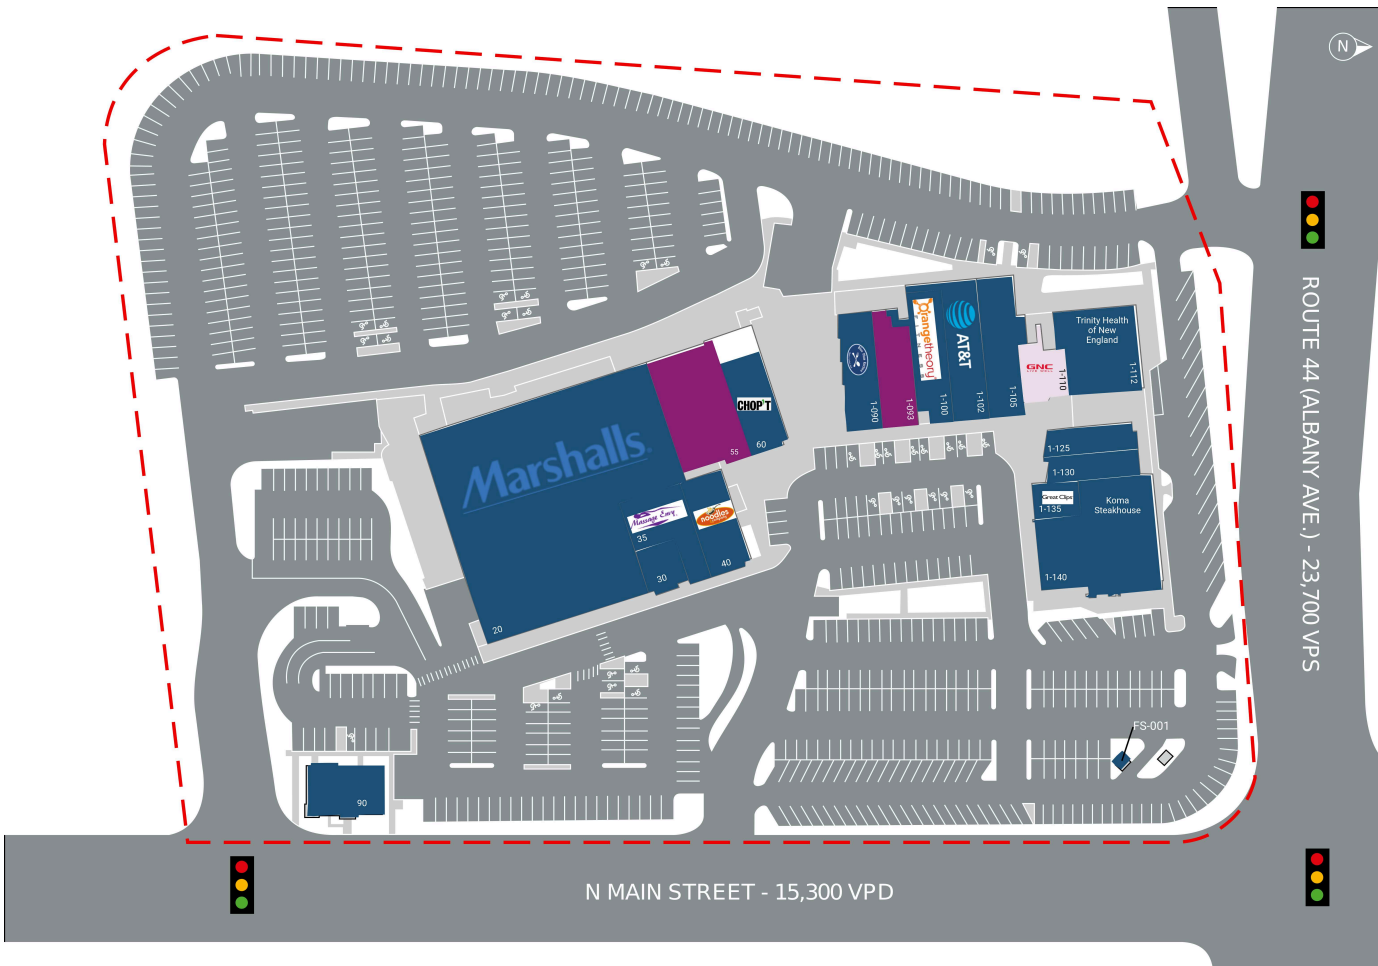 N
ROUTE 44 (ALBANY AVE.) - 23,700 VPS
Trinity Health
of New
England
1-112
GNC
1-110
1-105
AT&T
1-102
Orangetheory
FITNESS
1-100
1-093
1-090
CHOP'T
60
55
Marshalls.
Massage Envy
35
noodles
30
40
20
1-125
1-130
Great Clips
1-135
Koma
Steakhouse
1-140
FS-001
90
N MAIN STREET - 15,300 VPD